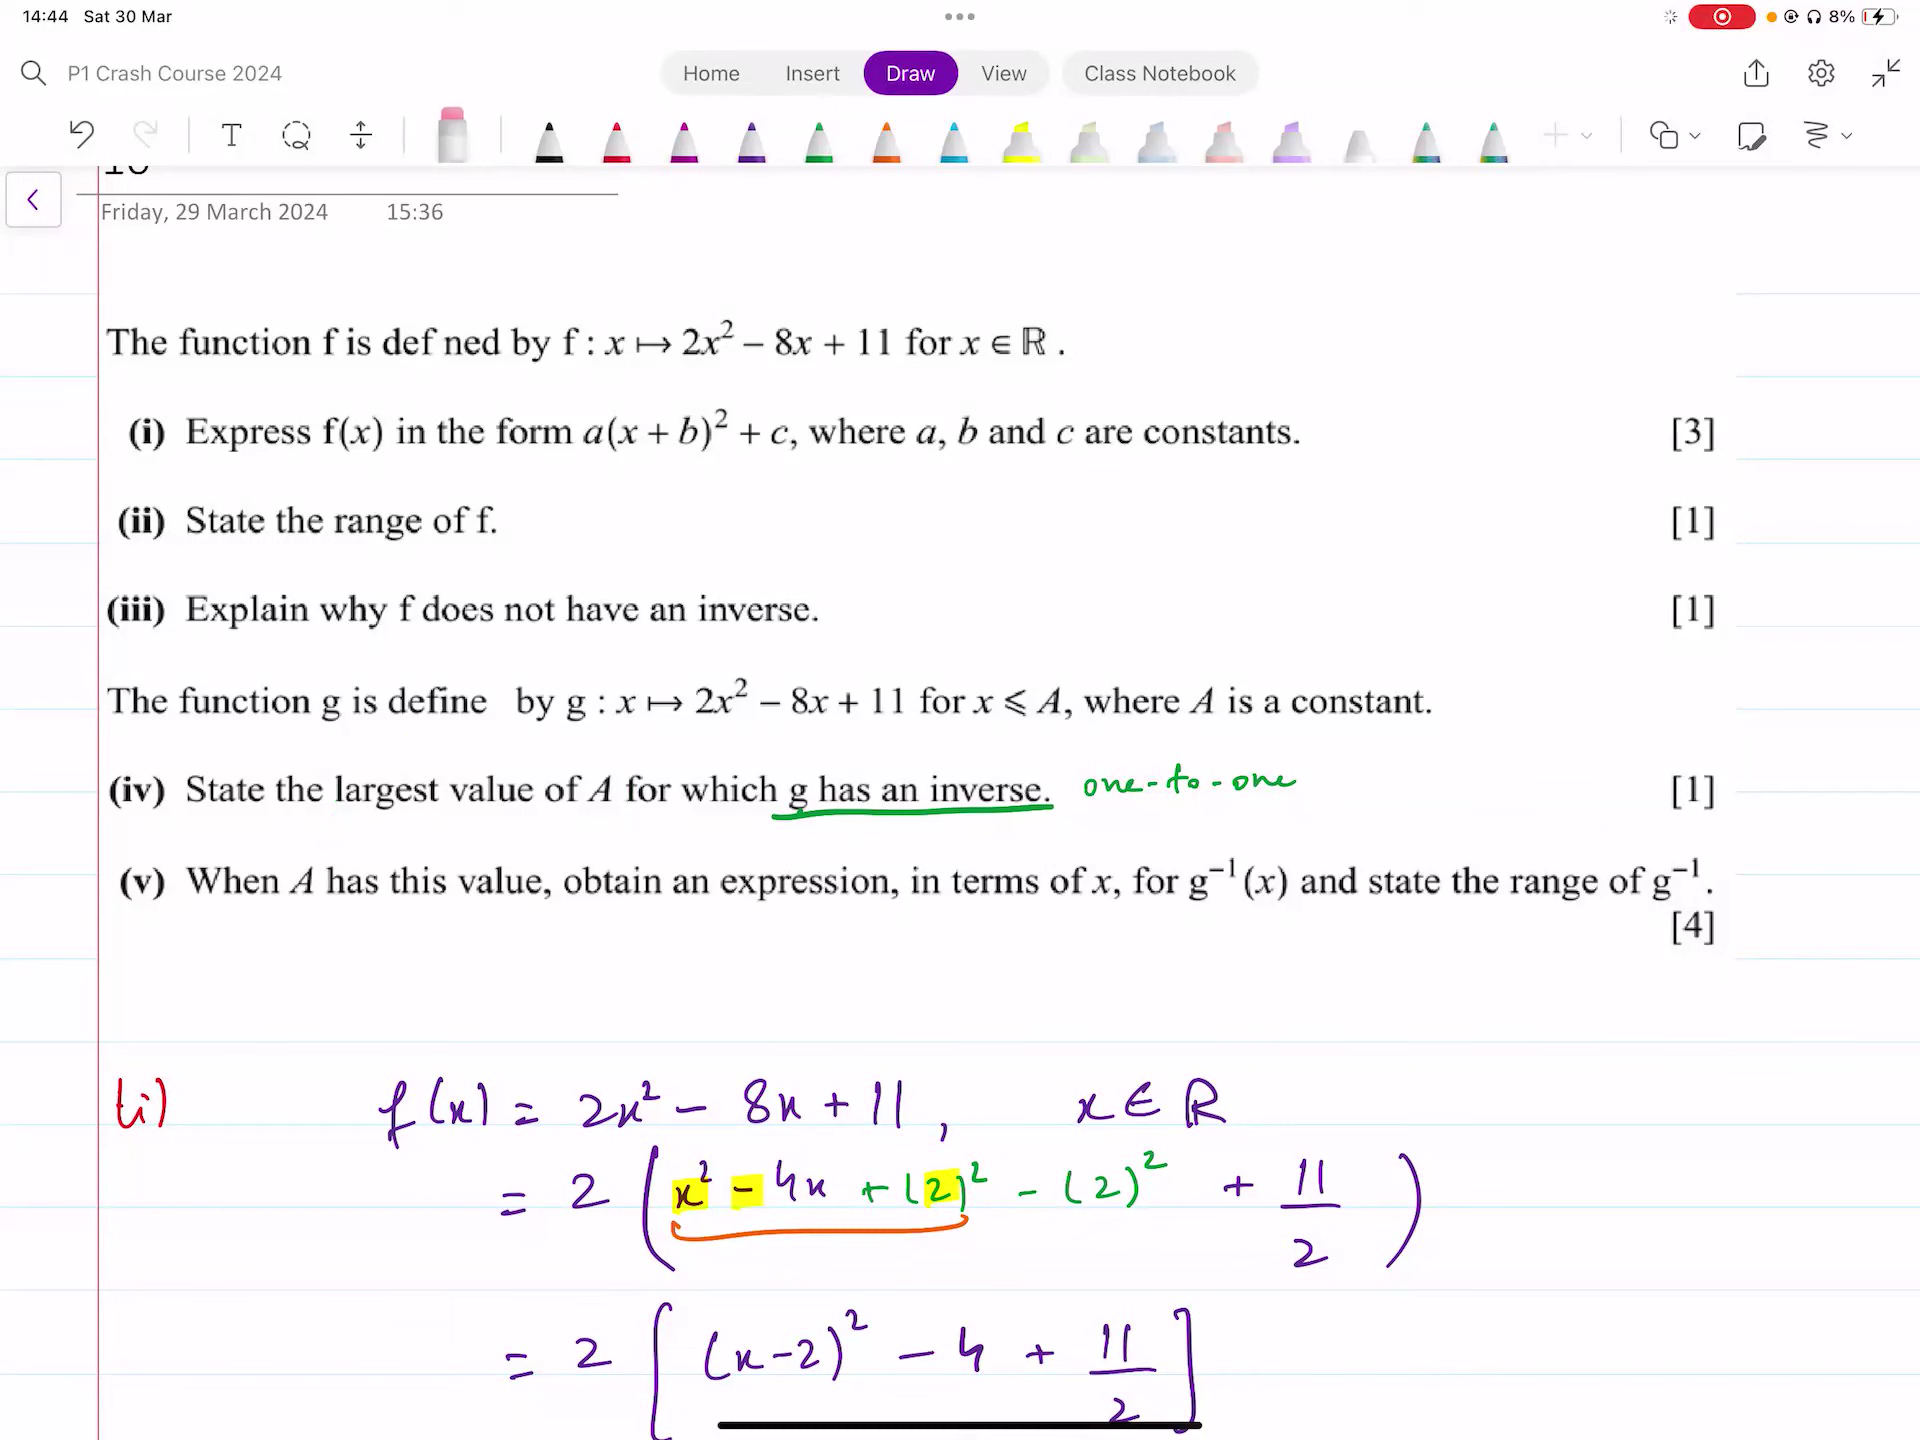 14:44 Sat 30 Mar
8%
P1 Crash Course 2024
Home Insert Draw View Class Notebook
T
Friday, 29 March 2024 15:36
The function f is def ned by f : x ↦ 2x² – 8x + 11 for x ∈ ℝ .
(i) Express f(x) in the form a(x + b)² + c, where a, b and c are constants. [3]
(ii) State the range of f. [1]
(iii) Explain why f does not have an inverse. [1]
The function g is define by g : x ↦ 2x² – 8x + 11 for x ⩽ A, where A is a constant.
(iv) State the largest value of A for which g has an inverse. one-to-one [1]
(v) When A has this value, obtain an expression, in terms of x, for g⁻¹(x) and state the range of g⁻¹.
[4]
(i) f(x) = 2x² – 8x + 11, x ∈ ℝ
= 2 ( x² – 4x + (2)² – (2)² + 11/2 )
= 2 [ (x–2)² – 4 + 11/2 ]